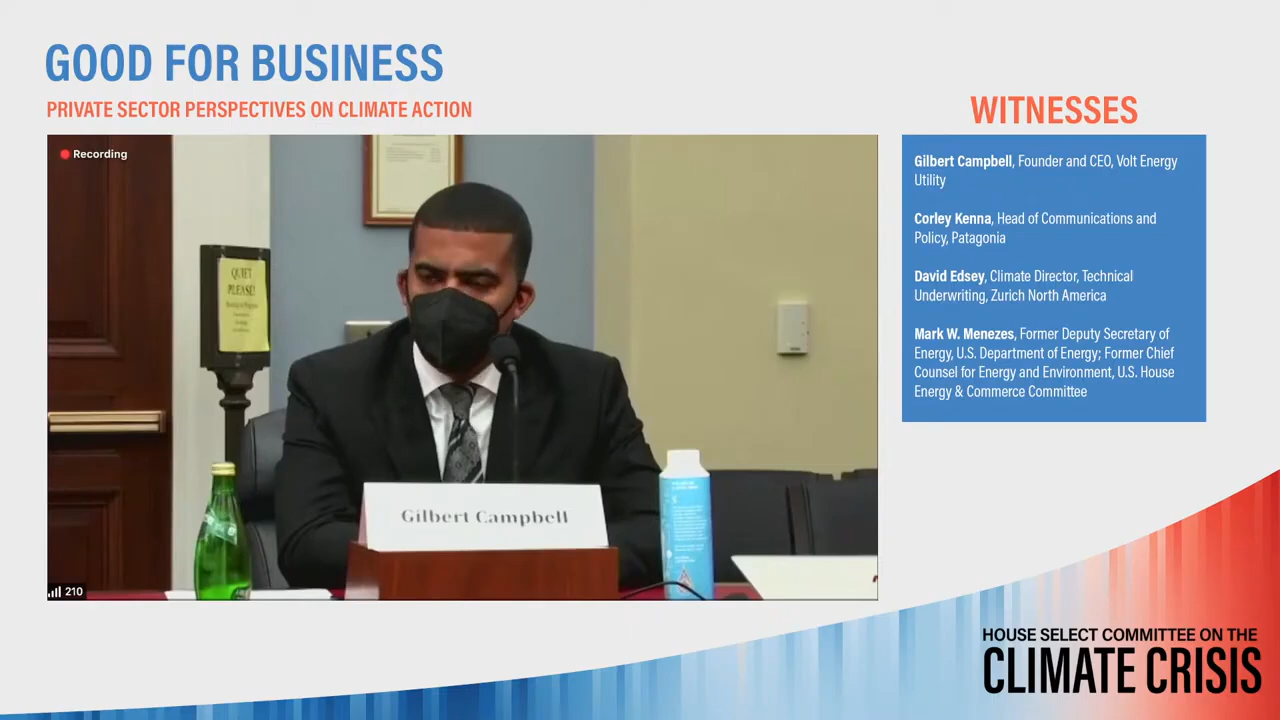 GOOD FOR BUSINESS
PRIVATE SECTOR PERSPECTIVES ON CLIMATE ACTION
Recording
QUIET
PLEASE!
Gilbert Campbell
210
WITNESSES
Gilbert Campbell, Founder and CEO, Volt Energy
Utility
Corley Kenna, Head of Communications and
Policy, Patagonia
David Edsey, Climate Director, Technical
Underwriting, Zurich North America
Mark W. Menezes, Former Deputy Secretary of
Energy, U.S. Department of Energy; Former Chief
Counsel for Energy and Environment, U.S. House
Energy & Commerce Committee
HOUSE SELECT COMMITTEE ON THE
CLIMATE CRISIS